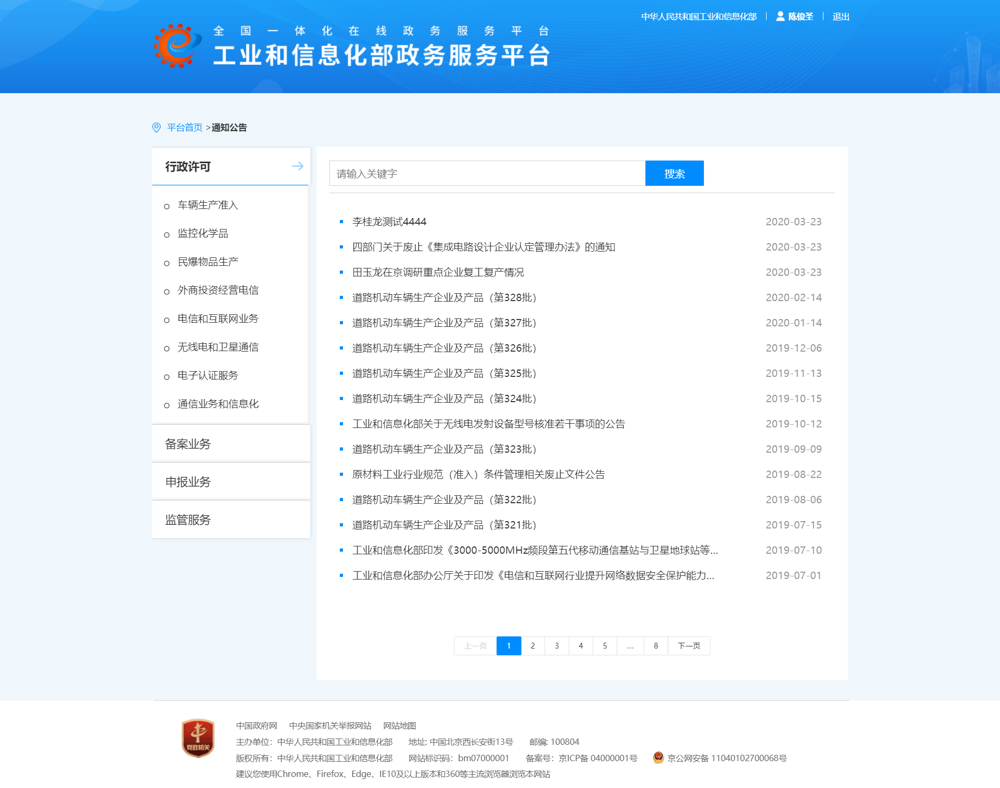 中华人民共和国工业和信息化部 陈俊圣 退出
全国一体化在线政务服务平台
工业和信息化部政务服务平台
平台首页 >通知公告
行政许可
车辆生产准入
监控化学品
民爆物品生产
外商投资经营电信
电信和互联网业务
无线电和卫星通信
电子认证服务
通信业务和信息化
备案业务
申报业务
监管服务
请输入关键字 搜索
李桂龙测试4444 2020-03-23
四部门关于废止《集成电路设计企业认定管理办法》的通知 2020-03-23
田玉龙在京调研重点企业复工复产情况 2020-03-23
道路机动车辆生产企业及产品（第328批） 2020-02-14
道路机动车辆生产企业及产品（第327批） 2020-01-14
道路机动车辆生产企业及产品（第326批） 2019-12-06
道路机动车辆生产企业及产品（第325批） 2019-11-13
道路机动车辆生产企业及产品（第324批） 2019-10-15
工业和信息化部关于无线电发射设备型号核准若干事项的公告 2019-10-12
道路机动车辆生产企业及产品（第323批） 2019-09-09
原材料工业行业规范（准入）条件管理相关废止文件公告 2019-08-22
道路机动车辆生产企业及产品（第322批） 2019-08-06
道路机动车辆生产企业及产品（第321批） 2019-07-15
工业和信息化部印发《3000-5000MHz频段第五代移动通信基站与卫星地球站等... 2019-07-10
工业和信息化部办公厅关于印发《电信和互联网行业提升网络数据安全保护能力... 2019-07-01
上一页 1 2 3 4 5 ... 8 下一页
党政机关
中国政府网 中央国家机关举报网站 网站地图
主办单位：中华人民共和国工业和信息化部 地址: 中国北京西长安街13号 邮编: 100804
版权所有：中华人民共和国工业和信息化部 网站标识码：bm07000001 备案号：京ICP备 04000001号 京公网安备 11040102700068号
建议您使用Chrome、Firefox、Edge、IE10及以上版本和360等主流浏览器浏览本网站